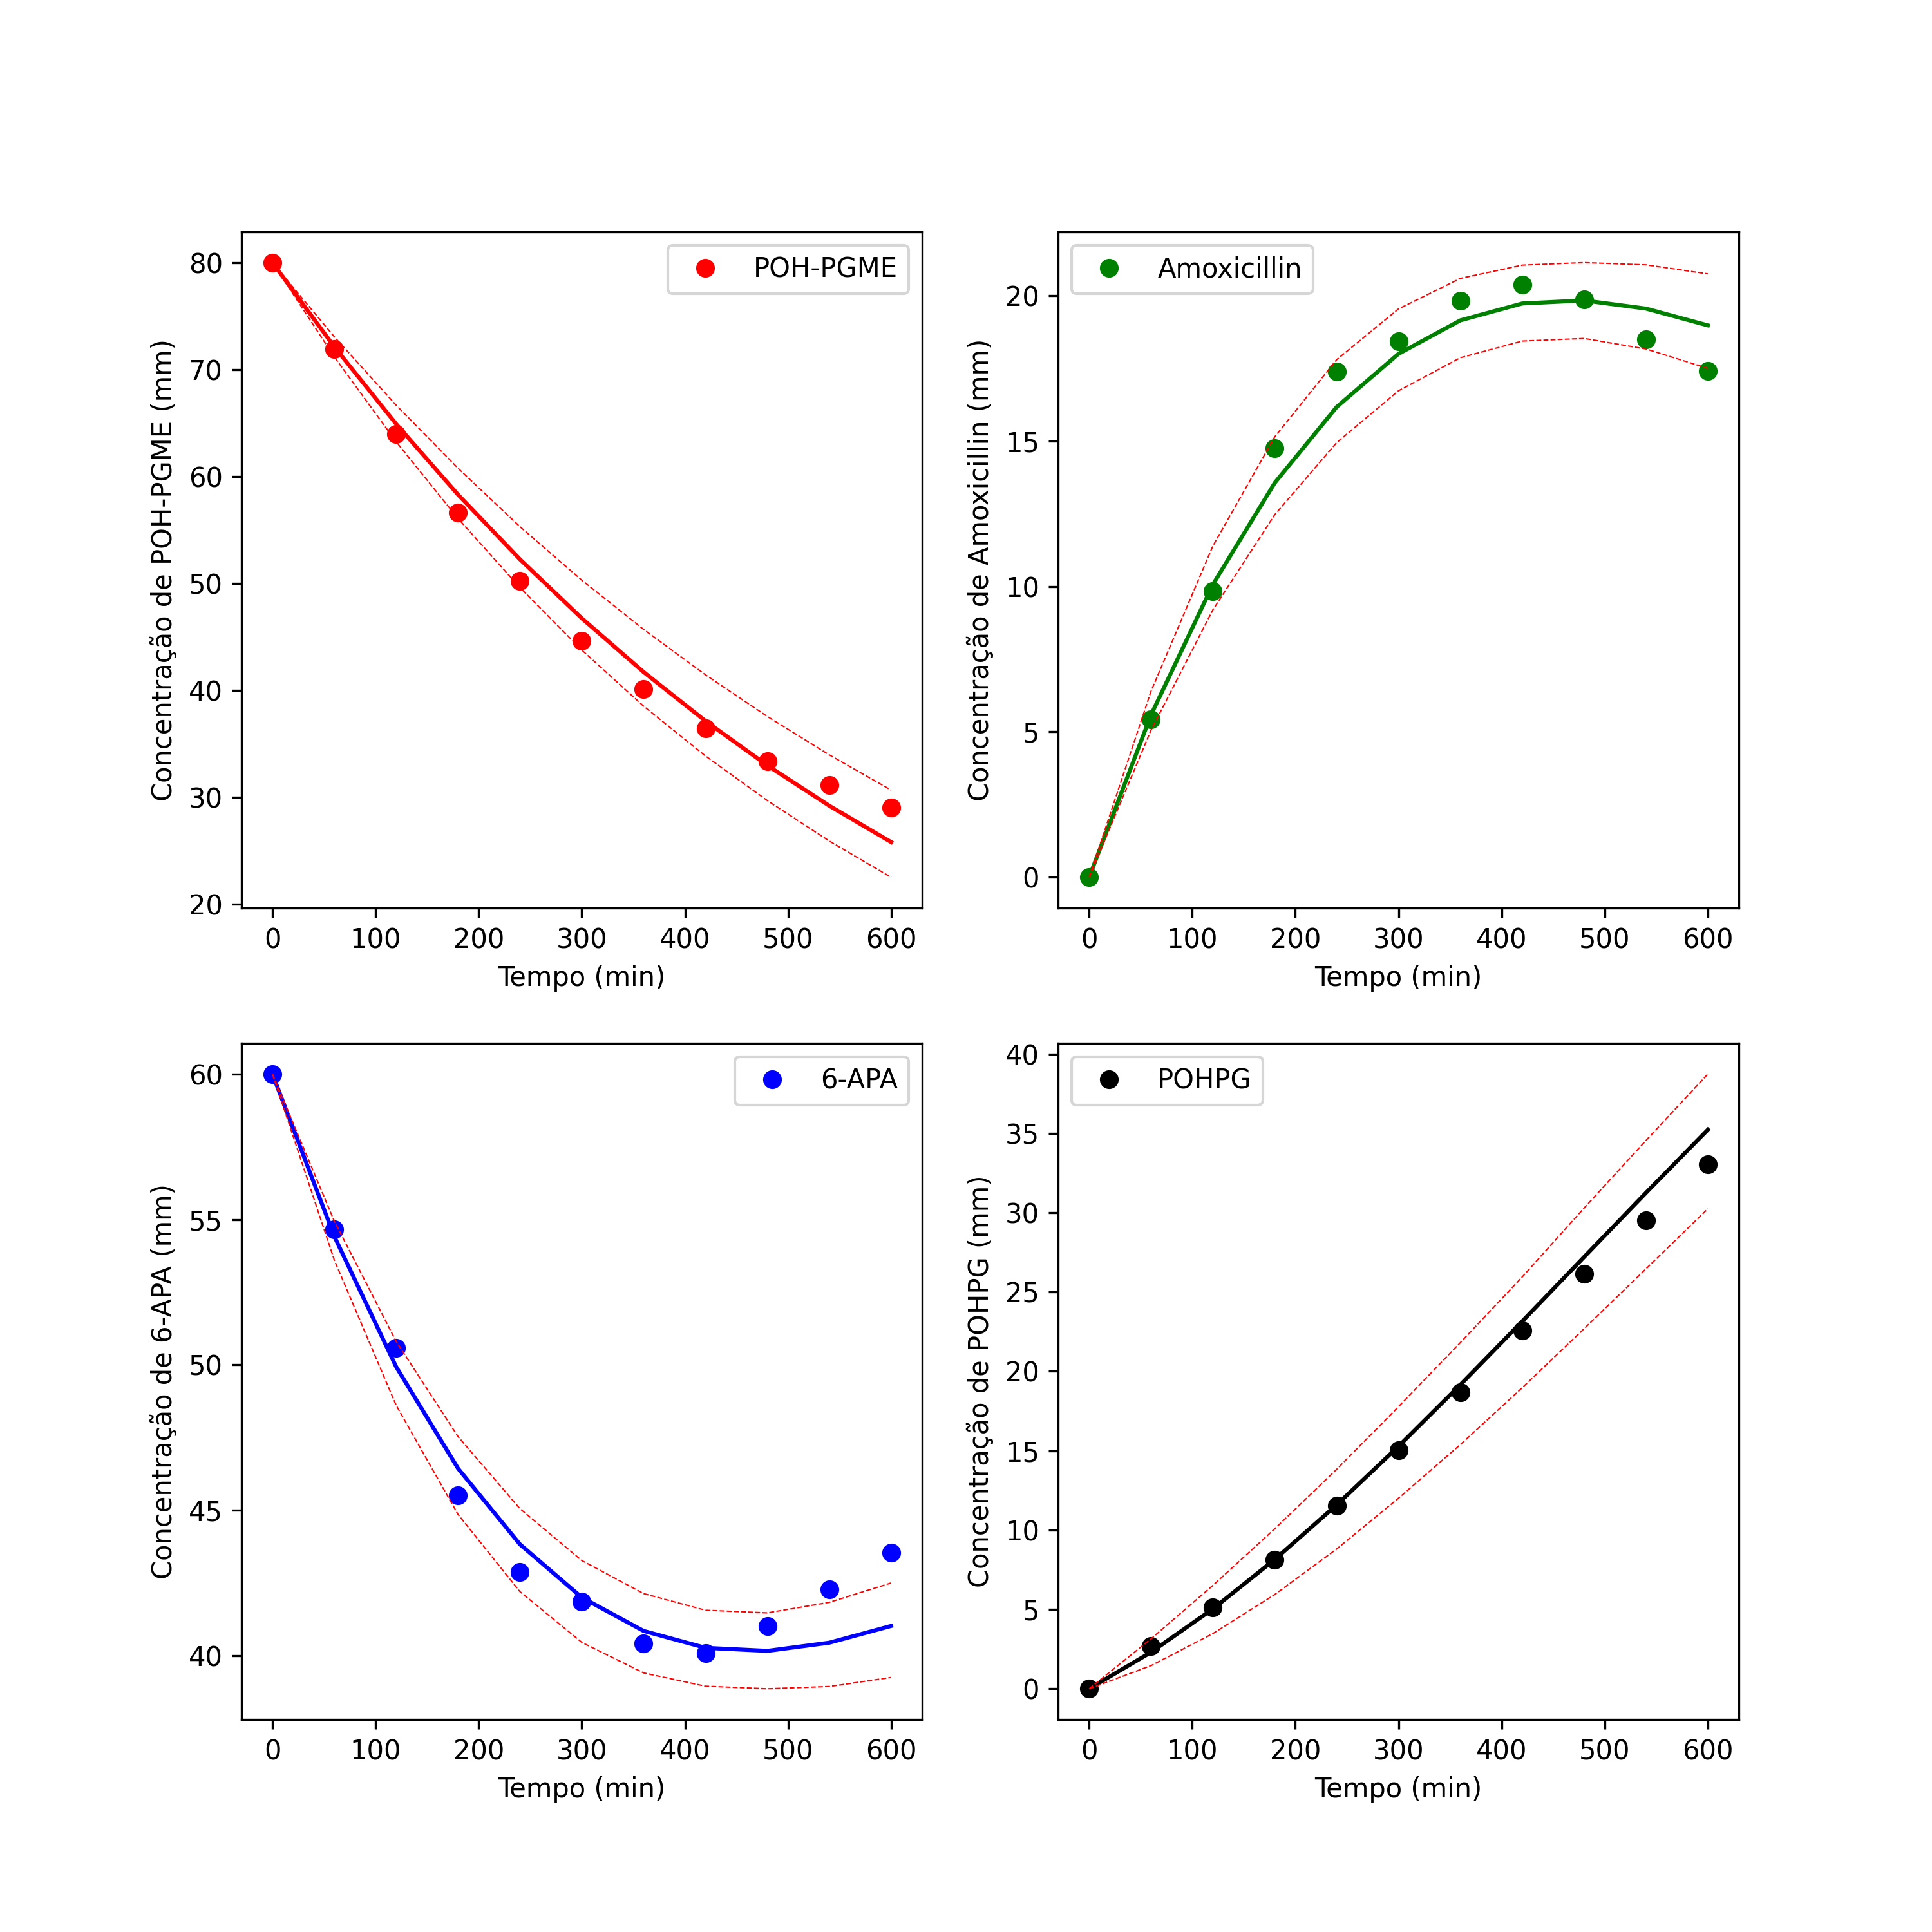 POH-PGME
Concentração de POH-PGME (mm)
80
70
60
50
40
30
20
0 100 200 300 400 500 600
Tempo (min)
Amoxicillin
Concentração de Amoxicillin (mm)
20
15
10
5
0
0 100 200 300 400 500 600
Tempo (min)
6-APA
Concentração de 6-APA (mm)
60
55
50
45
40
0 100 200 300 400 500 600
Tempo (min)
POHPG
Concentração de POHPG (mm)
40
35
30
25
20
15
10
5
0
0 100 200 300 400 500 600
Tempo (min)